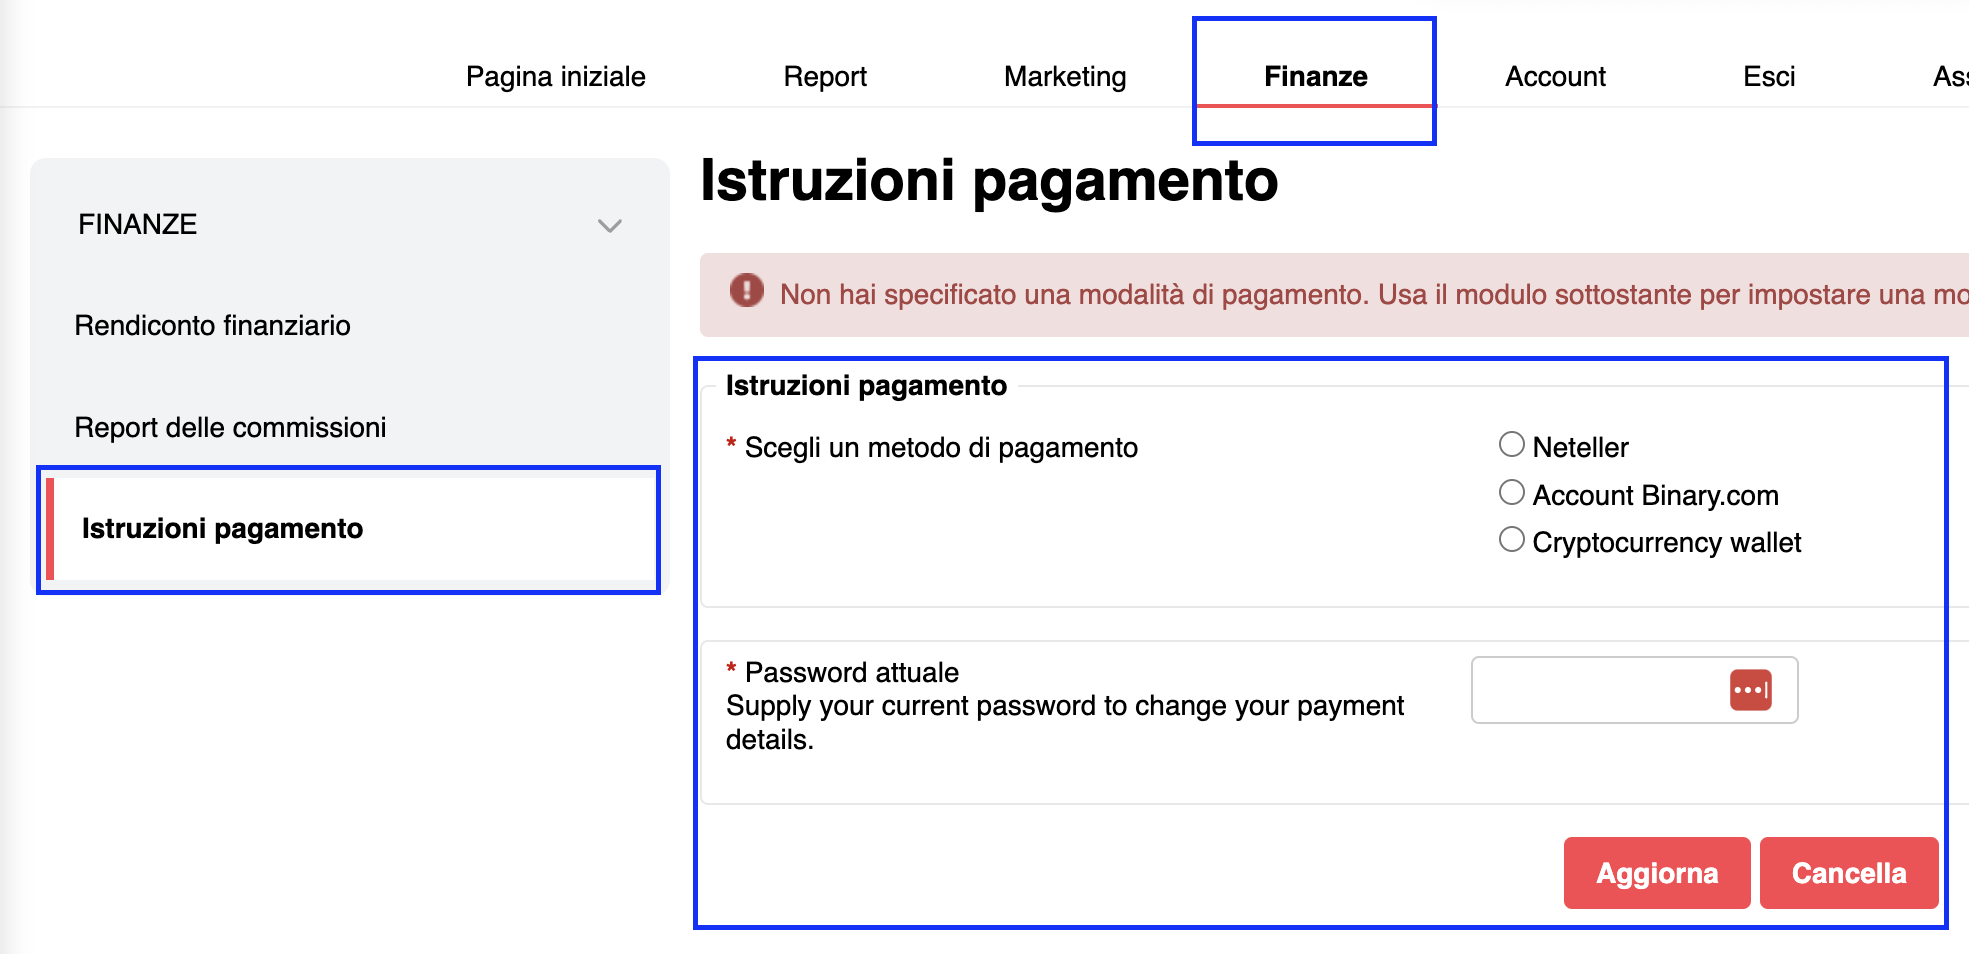 Pagina iniziale Report Marketing Finanze Account Esci Ass
FINANZE
Rendiconto finanziario
Report delle commissioni
Istruzioni pagamento
Istruzioni pagamento
Non hai specificato una modalità di pagamento. Usa il modulo sottostante per impostare una mo
Istruzioni pagamento
* Scegli un metodo di pagamento
Neteller
Account Binary.com
Cryptocurrency wallet
* Password attuale
Supply your current password to change your payment
details.
Aggiorna Cancella